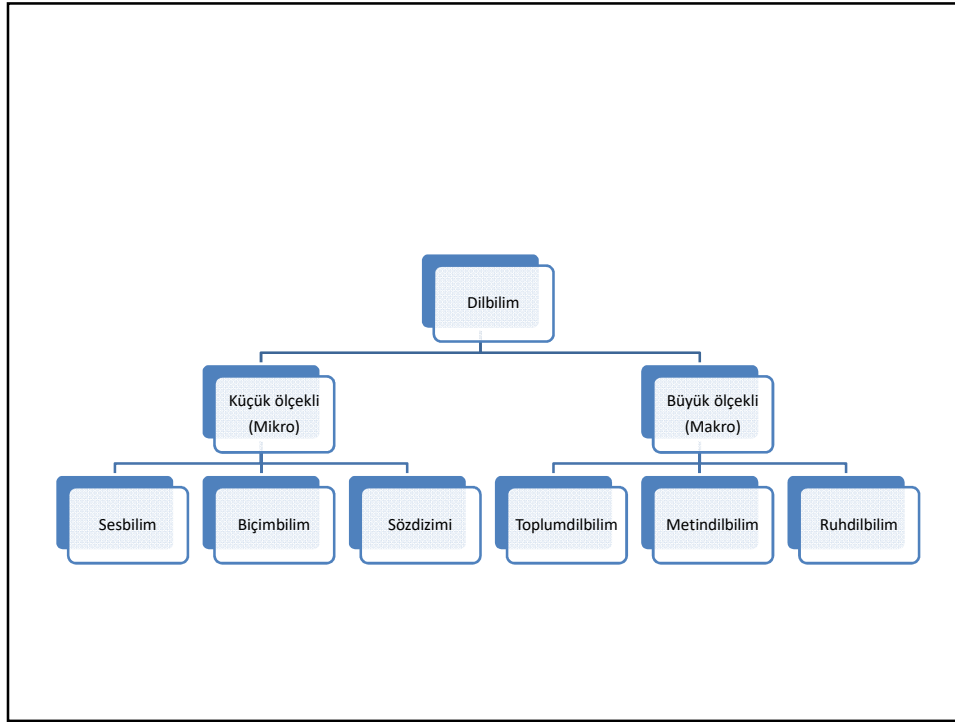 Dilbilim
Küçük ölçekli
(Mikro)
Büyük ölçekli
(Makro)
Sesbilim
Biçimbilim
Sözdizimi
Toplumdilbilim
Metindilbilim
Ruhdilbilim